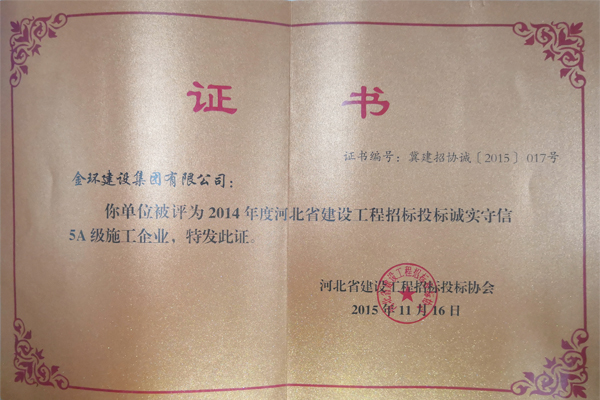 证 书
证书编号：冀建招协诚〔2015〕017号
金环建设集团有限公司：
你单位被评为2014年度河北省建设工程招标投标诚实守信
5A级施工企业，特发此证。
河北省建设工程招标投标协会
2015年11月16日